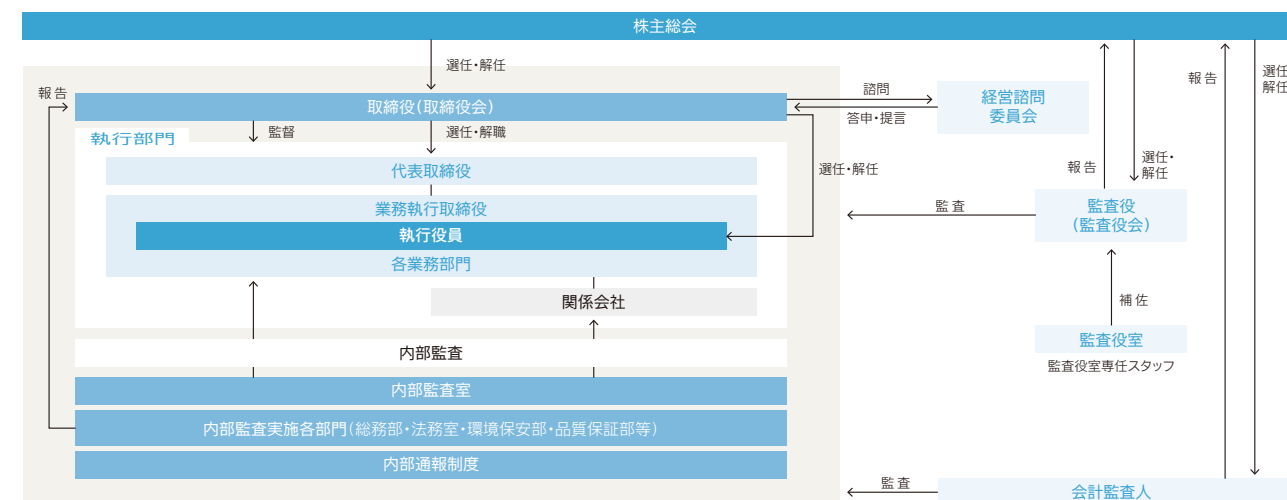 株主総会
選任・解任
報告
取締役(取締役会)
諮問
答申・提言
経営諮問
委員会
報告
選任・
解任
執行部門
監督
選任・解職
代表取締役
選任・解任
報告
選任・
解任
業務執行取締役
執行役員
各業務部門
監査
監査役
(監査役会)
関係会社
補佐
内部監査
監査役室
監査役室専任スタッフ
内部監査室
内部監査実施各部門(総務部・法務室・環境保安部・品質保証部等)
内部通報制度
監査
会計監査人